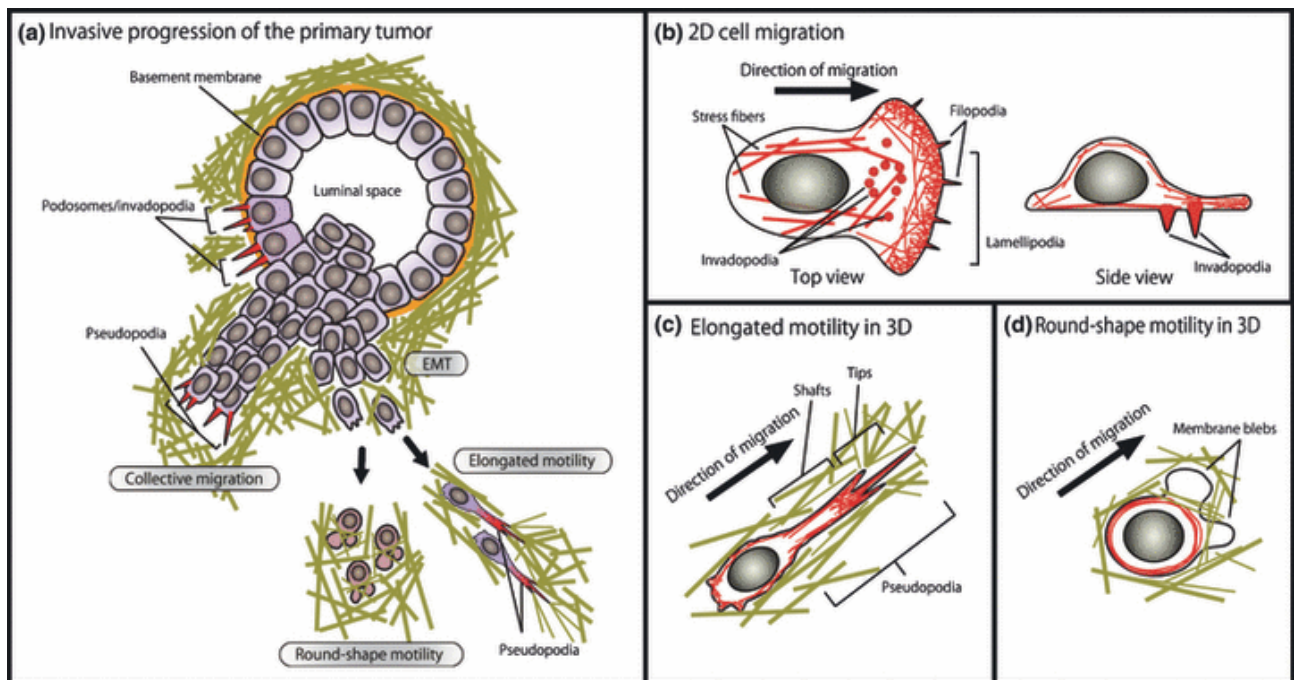 (a) Invasive progression of the primary tumor
Basement membrane
Luminal space
Podosomes/invadopodia
Pseudopodia
EMT
Collective migration
Elongated motility
Round-shape motility
Pseudopodia
(b) 2D cell migration
Direction of migration
Stress fibers
Filopodia
Lamellipodia
Invadopodia
Top view
Side view
Invadopodia
(c) Elongated motility in 3D
Tips
Shafts
Direction of migration
Pseudopodia
(d) Round-shape motility in 3D
Membrane blebs
Direction of migration